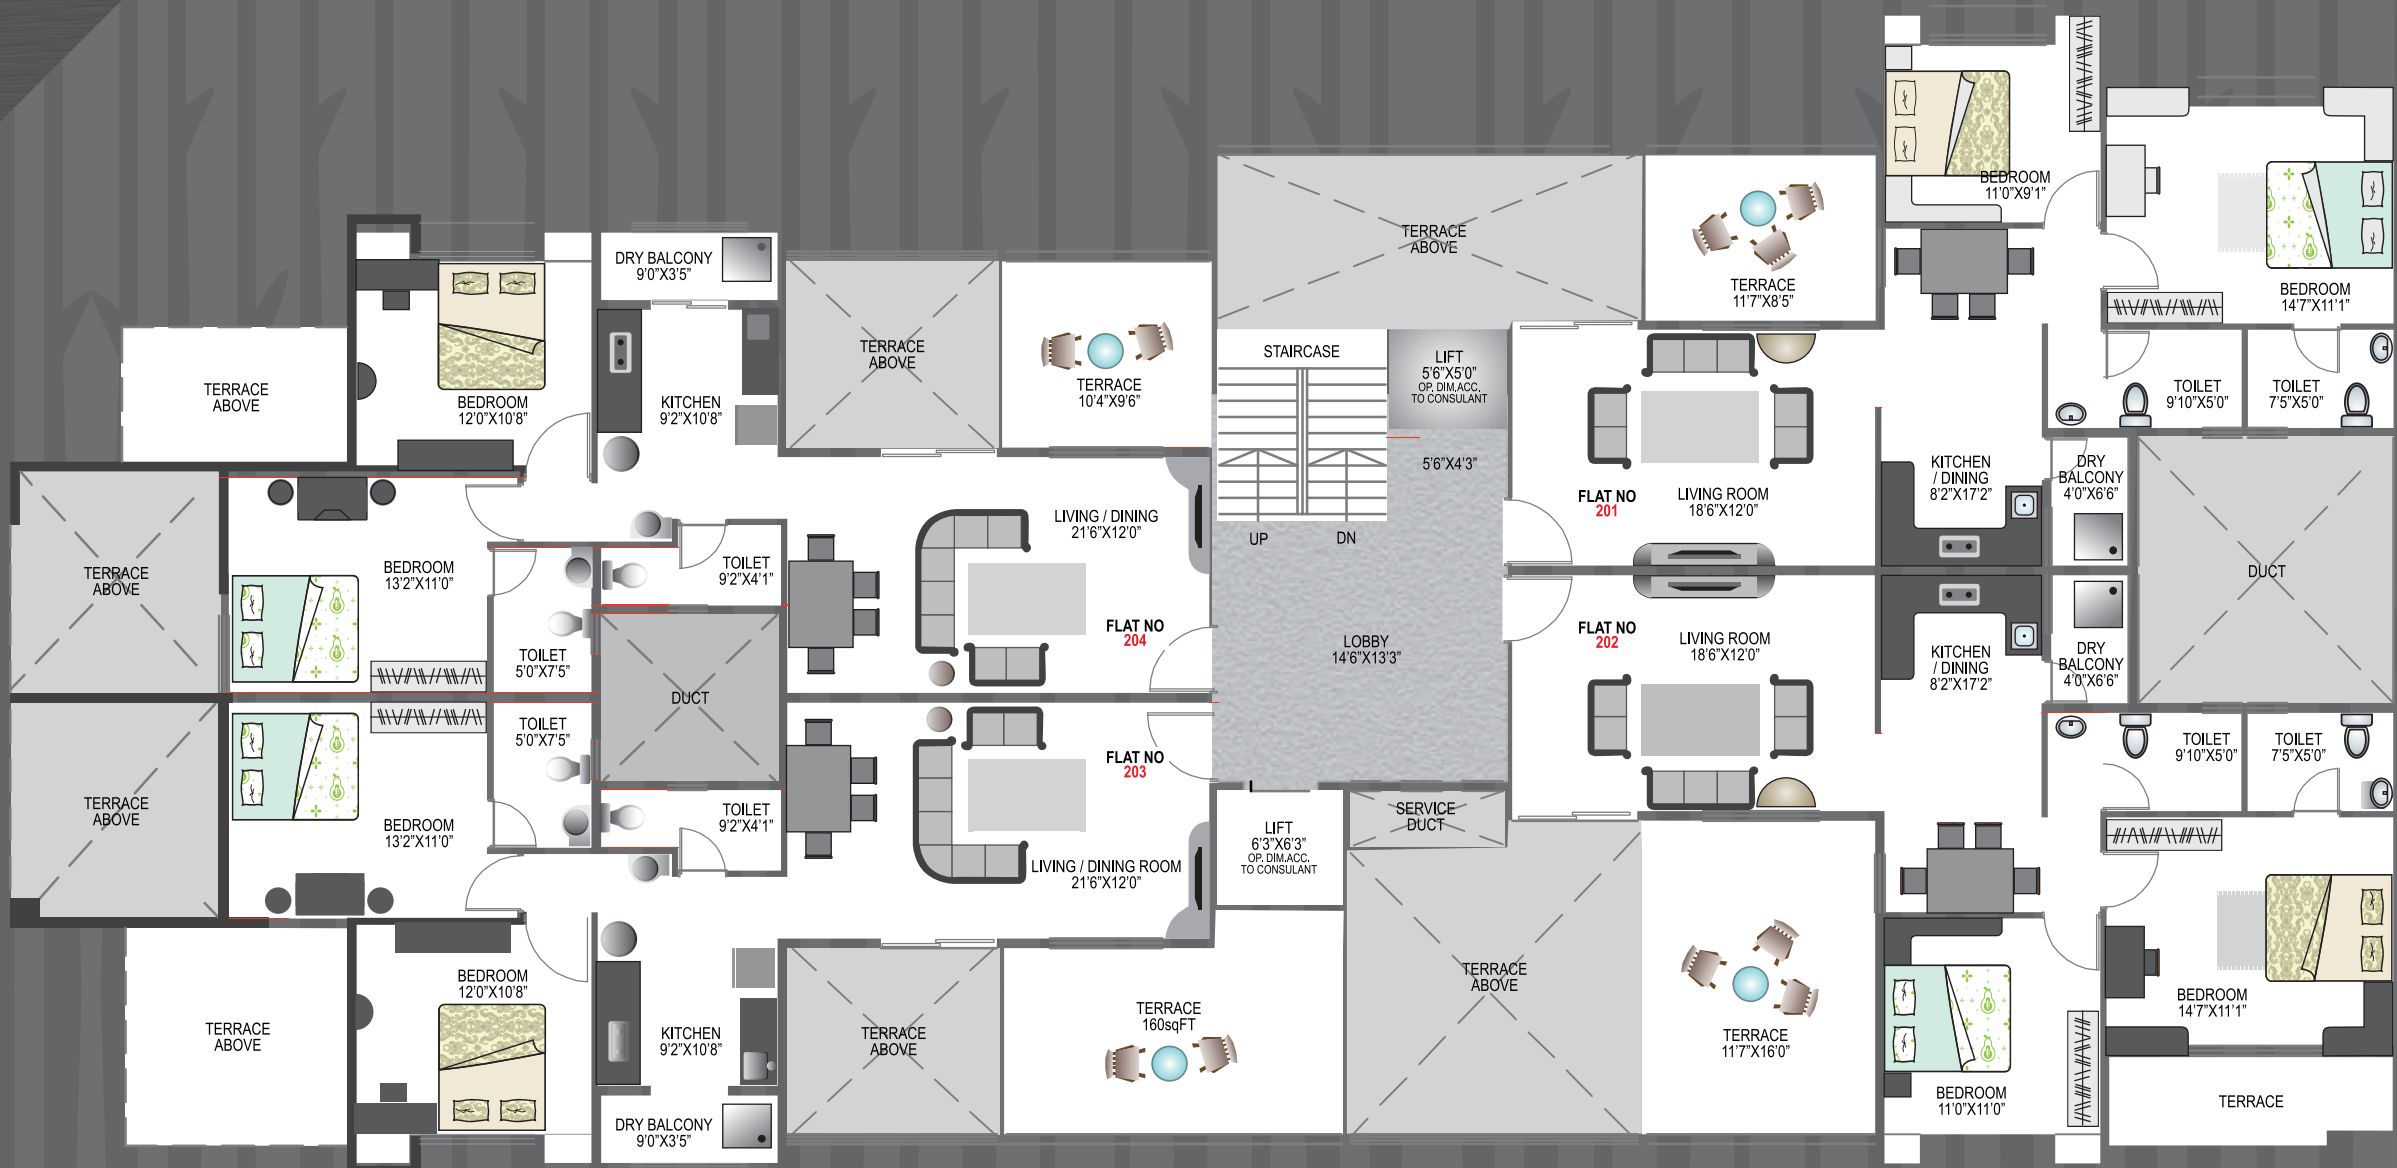 BEDROOM
11'0"X9'1"
BEDROOM
14'7"X11'1"
TERRACE
11'7"X8'5"
TERRACE
ABOVE
DRY BALCONY
9'0"X3'5"
TERRACE
ABOVE
TERRACE
10'4"X9'6"
TERRACE
ABOVE
BEDROOM
12'0"X10'8"
KITCHEN
9'2"X10'8"
STAIRCASE
LIFT
5'6"X5'0"
OP. DIM,ACC.
TO CONSULANT
5'6"X4'3"
UP
DN
TOILET
9'10"X5'0"
TOILET
7'5"X5'0"
KITCHEN
/ DINING
8'2"X17'2"
DRY
BALCONY
4'0"X6'6"
FLAT NO
201
LIVING ROOM
18'6"X12'0"
LIVING / DINING
21'6"X12'0"
TERRACE
ABOVE
BEDROOM
13'2"X11'0"
TOILET
9'2"X4'1"
DUCT
TOILET
5'0"X7'5"
FLAT NO
204
LOBBY
14'6"X13'3"
FLAT NO
202
LIVING ROOM
18'6"X12'0"
KITCHEN
/ DINING
8'2"X17'2"
DRY
BALCONY
4'0"X6'6"
DUCT
TOILET
5'0"X7'5"
FLAT NO
203
TOILET
9'10"X5'0"
TOILET
7'5"X5'0"
TERRACE
ABOVE
BEDROOM
13'2"X11'0"
TOILET
9'2"X4'1"
LIVING / DINING ROOM
21'6"X12'0"
LIFT
6'3"X6'3"
OP. DIM.ACC.
TO CONSULANT
SERVICE
DUCT
BEDROOM
12'0"X10'8"
TERRACE
ABOVE
KITCHEN
9'2"X10'8"
TERRACE
ABOVE
TERRACE
160sqFT
TERRACE
ABOVE
TERRACE
11'7"X16'0"
BEDROOM
14'7"X11'1"
BEDROOM
11'0"X11'0"
TERRACE
DRY BALCONY
9'0"X3'5"